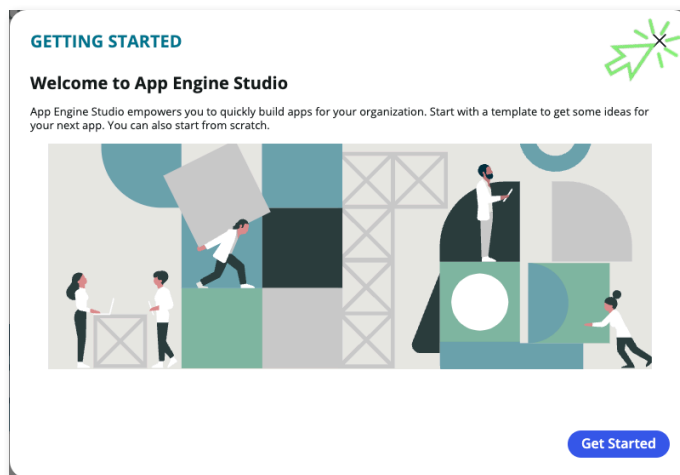 GETTING STARTED
Welcome to App Engine Studio
App Engine Studio empowers you to quickly build apps for your organization. Start with a template to get some ideas for
your next app. You can also start from scratch.
Get Started